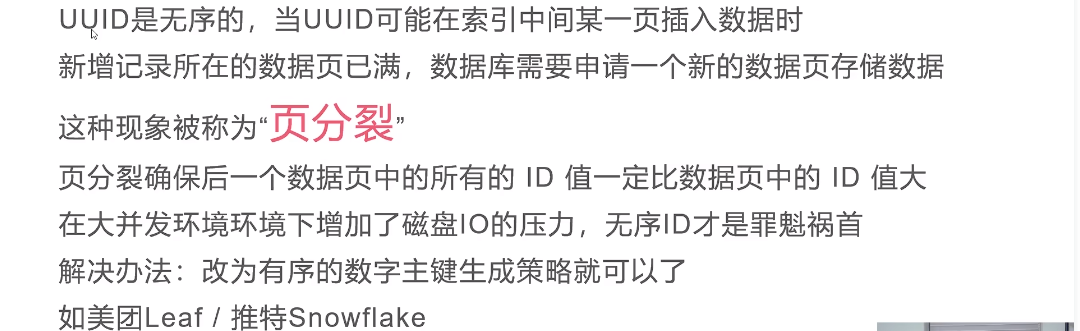 UUID是无序的，当UUID可能在索引中间某一页插入数据时
新增记录所在的数据页已满，数据库需要申请一个新的数据页存储数据
这种现象被称为“页分裂”
页分裂确保后一个数据页中的所有的 ID 值一定比数据页中的 ID 值大
在大并发环境环境下增加了磁盘IO的压力，无序ID才是罪魁祸首
解决办法：改为有序的数字主键生成策略就可以了
如美团Leaf / 推特Snowflake